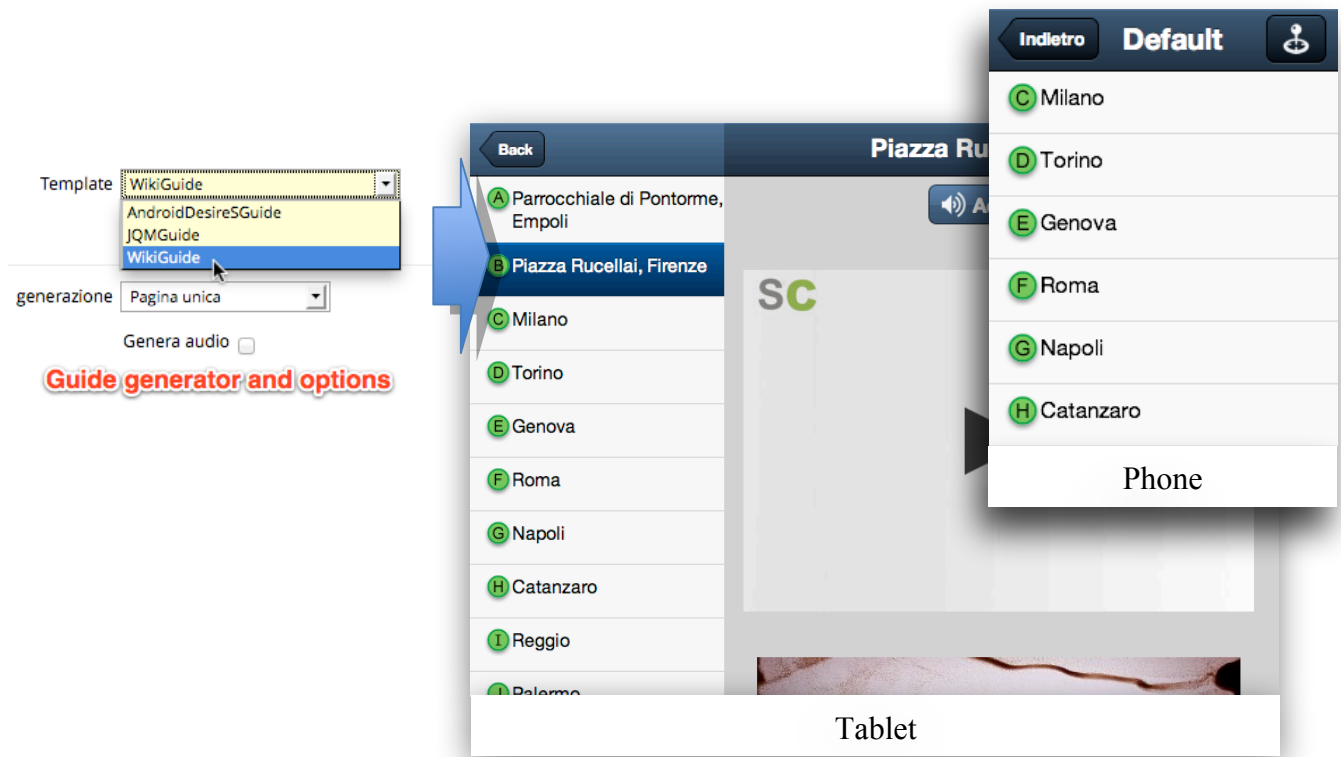 Template WikiGuide
AndroidDesireSGuide
JQMGuide
WikiGuide
generazione Pagina unica
Genera audio
Guide generator and options
Back
Piazza
A Parrocchiale di Pontorme,
Empoli
B Piazza Rucellai, Firenze
C Milano
D Torino
E Genova
F Roma
G Napoli
H Catanzaro
I Reggio
Palermo
SC
Tablet
Indietro Default
C Milano
D Torino
E Genova
F Roma
G Napoli
H Catanzaro
Phone